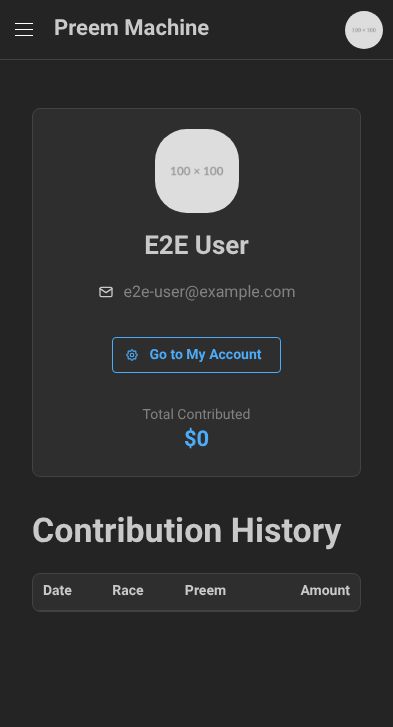 Preem Machine
100 × 100
100 × 100
E2E User
e2e-user@example.com
Go to My Account
Total Contributed
$0
Contribution History
Date Race Preem Amount